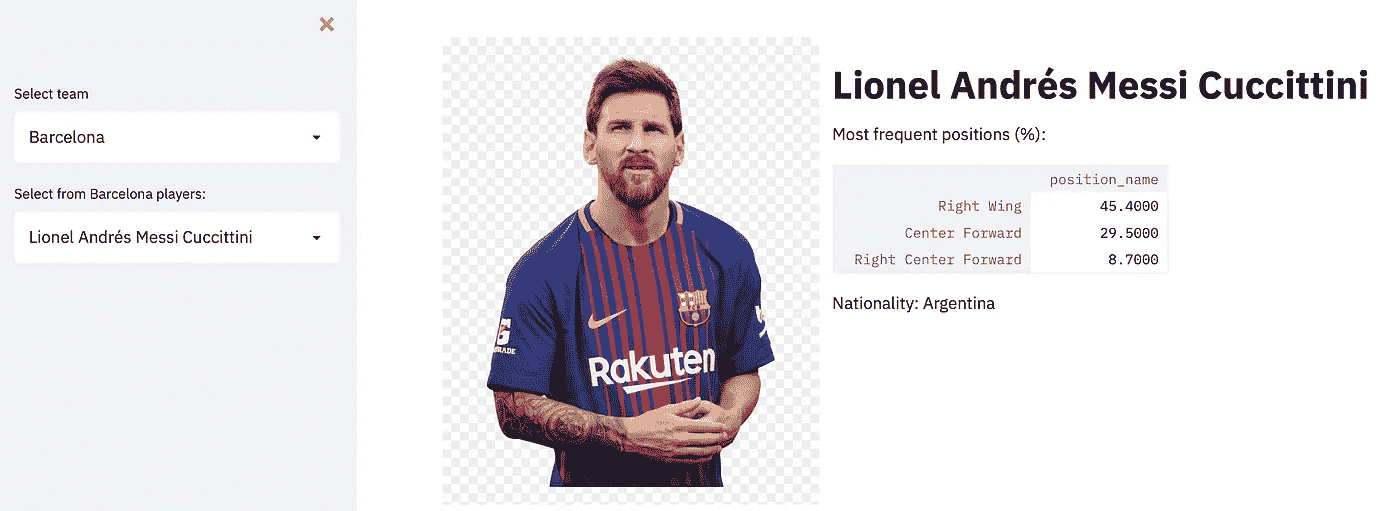 Select team
Barcelona
Select from Barcelona players:
Lionel Andrés Messi Cuccittini
Lionel Andrés Messi Cuccittini
Most frequent positions (%):
position_name
Right Wing 45.4000
Center Forward 29.5000
Right Center Forward 8.7000
Nationality: Argentina
Rakuten